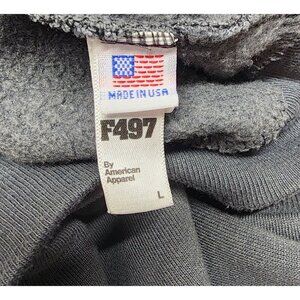 MADE IN USA
F497
By
American
Apparel
L